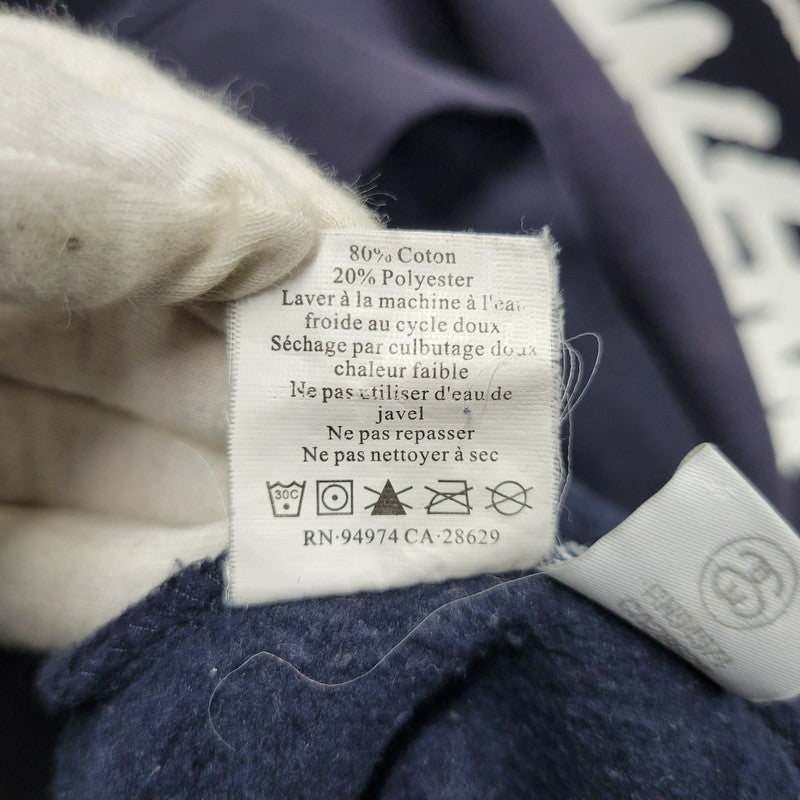 80% Coton
20% Polyester
Laver à la machine à l'eau
froide au cycle doux
Séchage par culbutage doux
chaleur faible
Ne pas utiliser d'eau de
javel
Ne pas repasser
Ne pas nettoyer à sec
30C
RN·94974 CA·28629